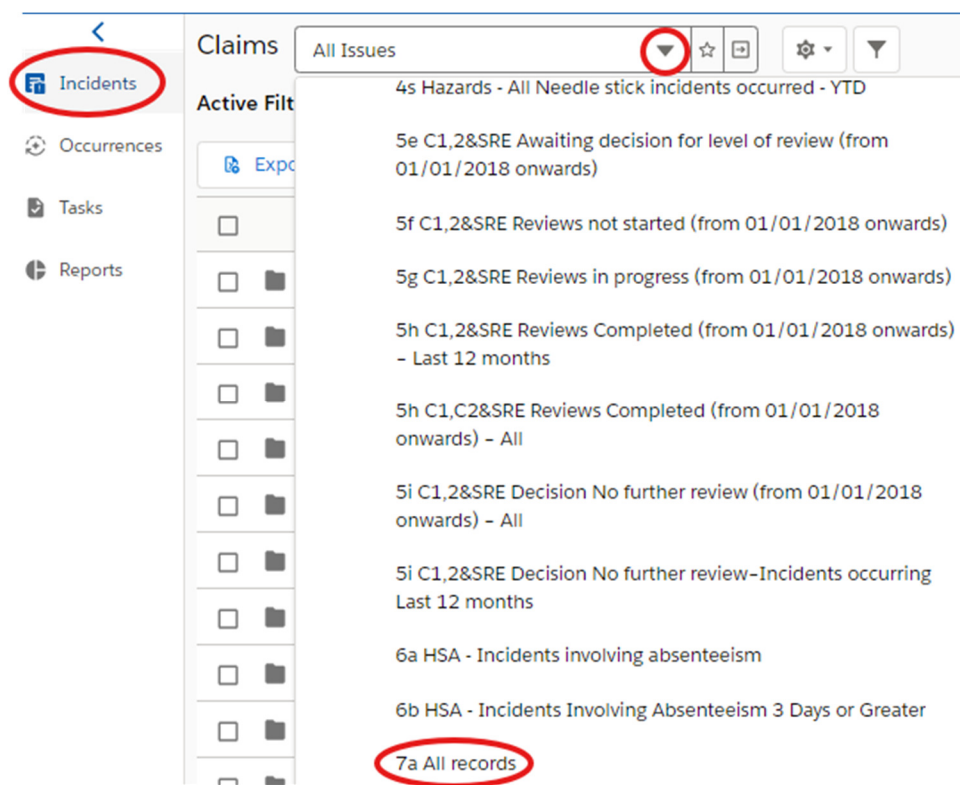 Incidents
Occurrences
Tasks
Reports
Claims
All Issues
Active Filt
Expo
4s Hazards - All Needle stick incidents occurred - YTD
5e C1,2&SRE Awaiting decision for level of review (from
01/01/2018 onwards)
5f C1,2&SRE Reviews not started (from 01/01/2018 onwards)
5g C1,2&SRE Reviews in progress (from 01/01/2018 onwards)
5h C1,2&SRE Reviews Completed (from 01/01/2018 onwards)
– Last 12 months
5h C1,C2&SRE Reviews Completed (from 01/01/2018
onwards) – All
5i C1,2&SRE Decision No further review (from 01/01/2018
onwards) – All
5i C1,2&SRE Decision No further review–Incidents occurring
Last 12 months
6a HSA - Incidents involving absenteeism
6b HSA - Incidents Involving Absenteeism 3 Days or Greater
7a All records